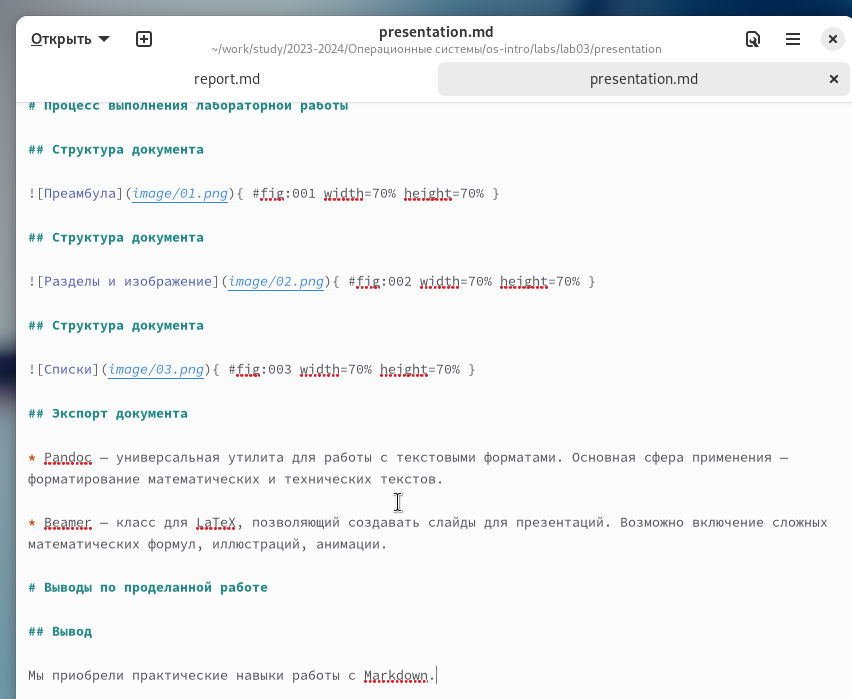 Открыть
presentation.md
~/work/study/2023-2024/Операционные системы/os-intro/labs/lab03/presentation
report.md
presentation.md
# Процесс выполнения лабораторной работы
## Структура документа
![Преамбула](image/01.png){ #fig:001 width=70% height=70% }
## Структура документа
![Разделы и изображение](image/02.png){ #fig:002 width=70% height=70% }
## Структура документа
![Списки](image/03.png){ #fig:003 width=70% height=70% }
## Экспорт документа
* Pandoc — универсальная утилита для работы с текстовыми форматами. Основная сфера применения —
форматирование математических и технических текстов.
* Beamer — класс для LaTeX, позволяющий создавать слайды для презентаций. Возможно включение сложных
математических формул, иллюстраций, анимации.
# Выводы по проделанной работе
## Вывод
Мы приобрели практические навыки работы с Markdown.